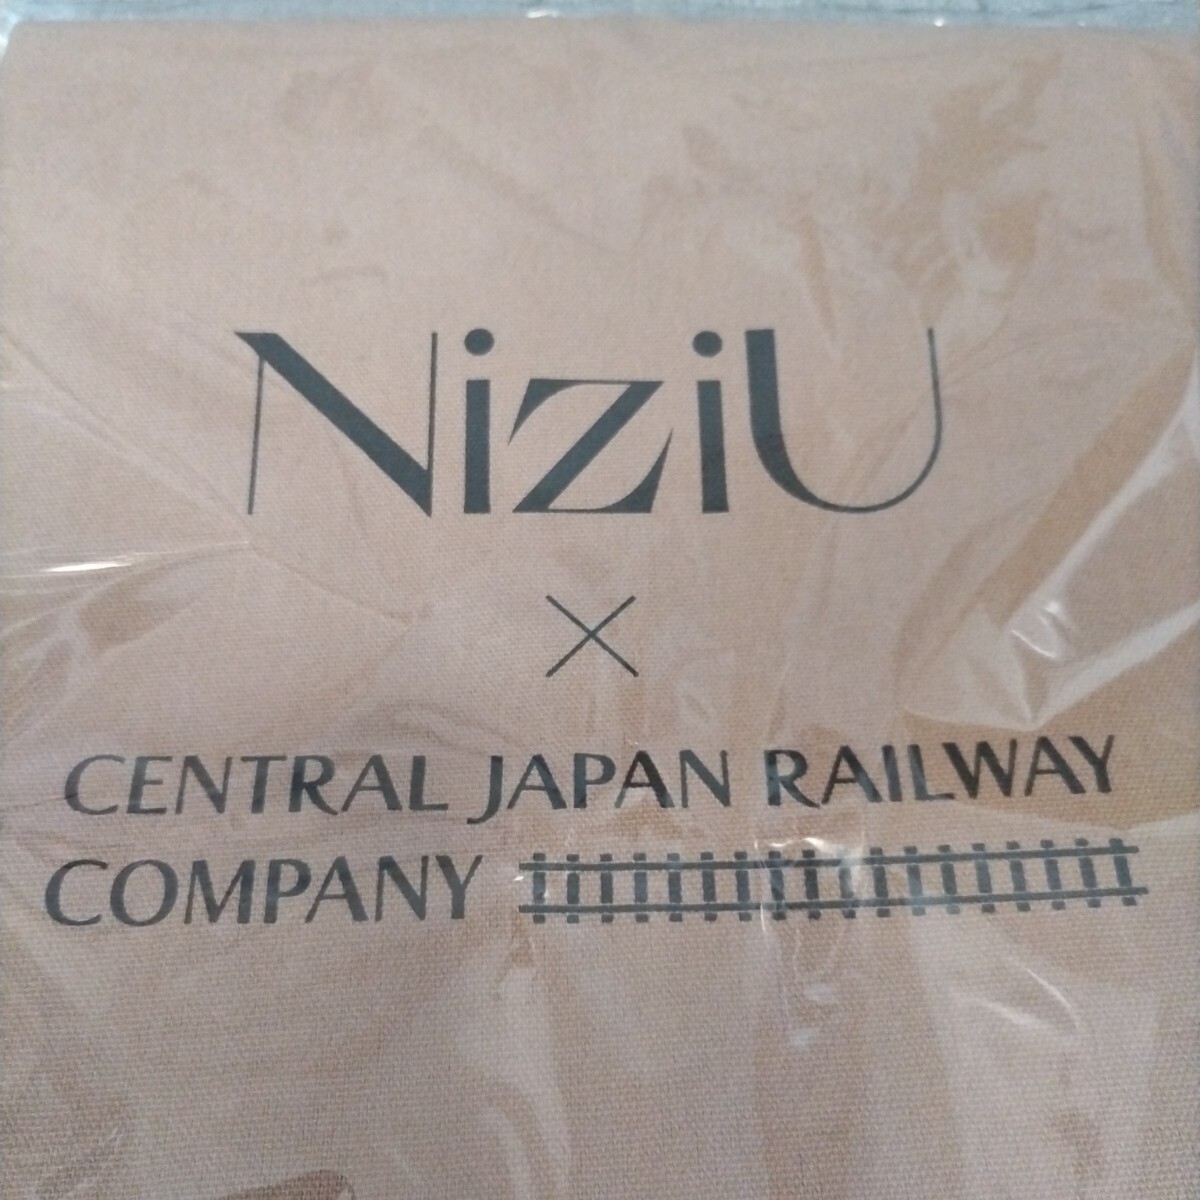 NiziU
×
CENTRAL JAPAN RAILWAY
COMPANY